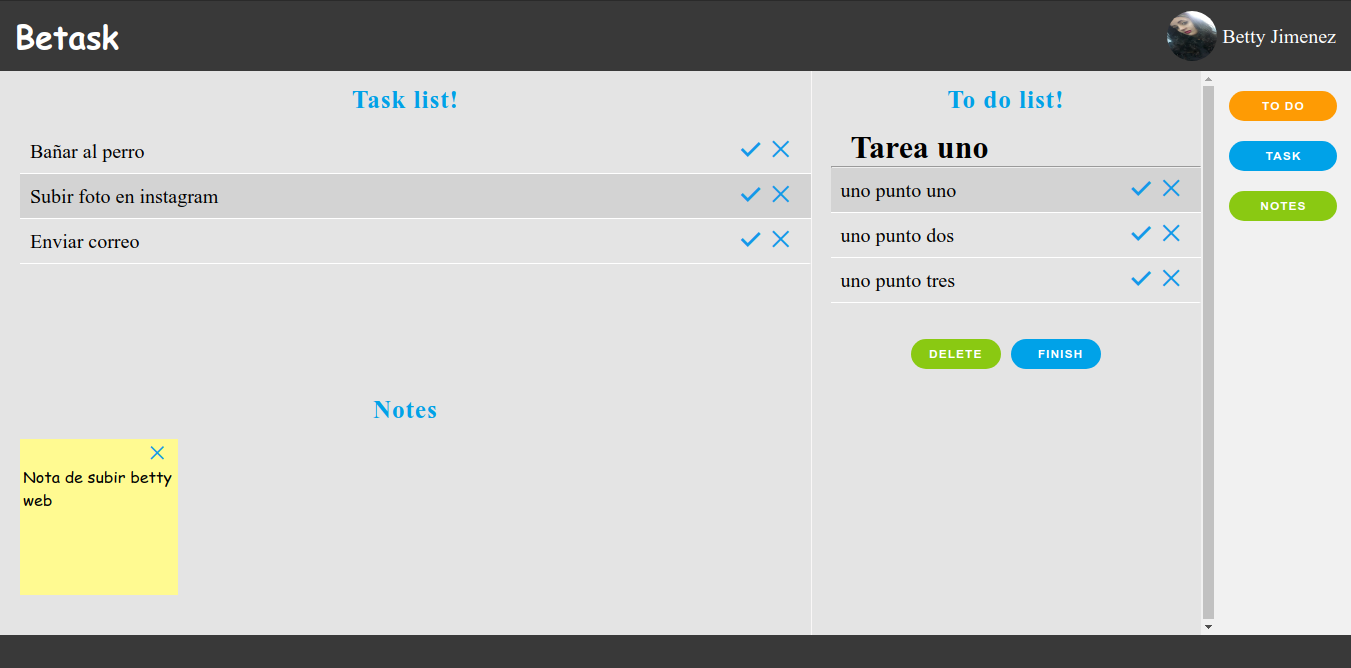 Betask
Betty Jimenez
Task list!
Bañar al perro
Subir foto en instagram
Enviar correo
To do list!
Tarea uno
uno punto uno
uno punto dos
uno punto tres
DELETE
FINISH
TO DO
TASK
NOTES
Notes
Nota de subir betty
web